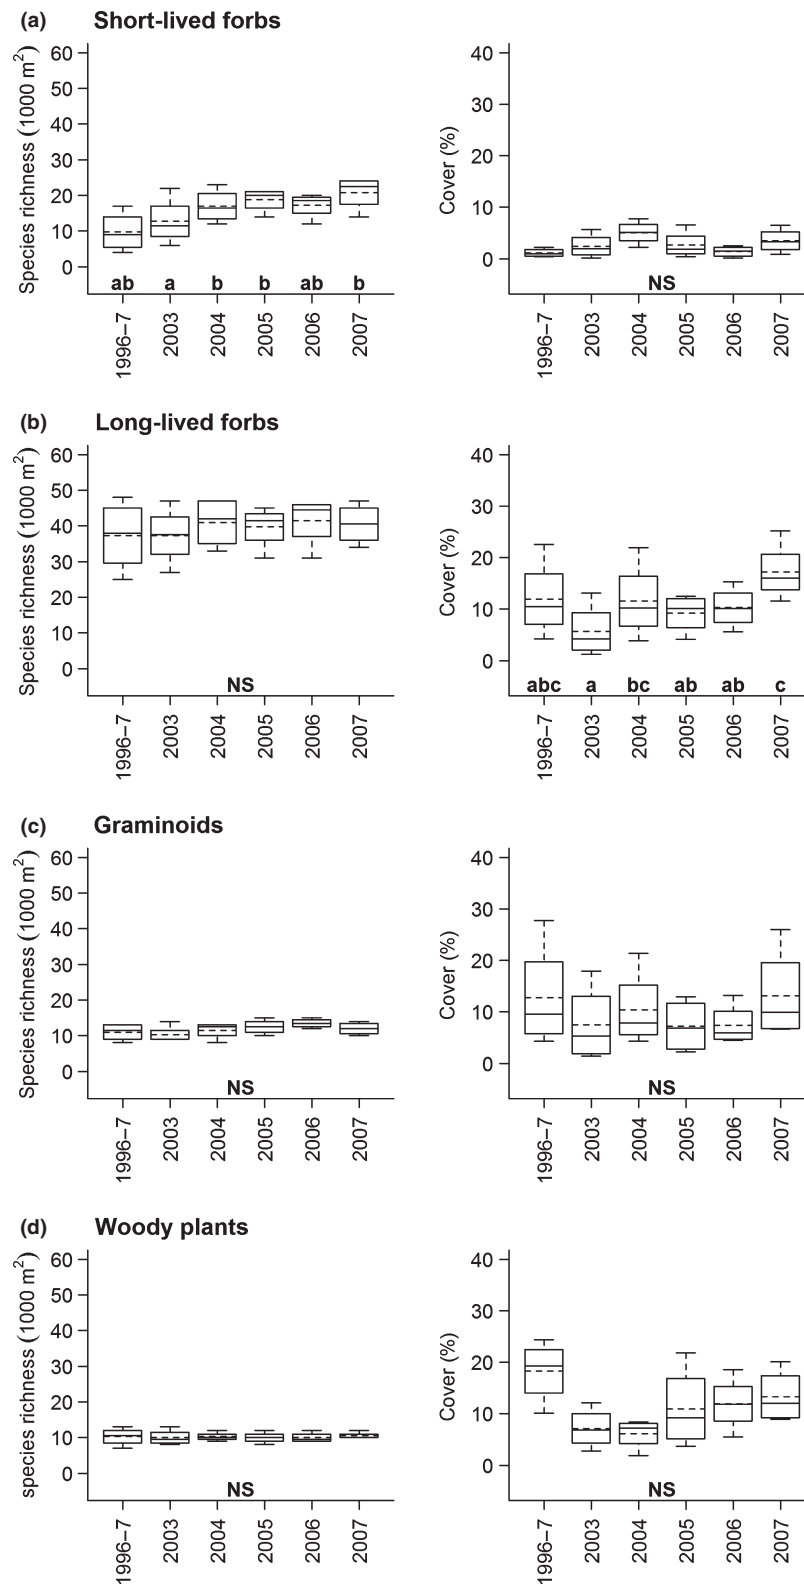 (a) Short-lived forbs
Species richness (1000 m²)
60
50
40
30
20
10
0
ab a b b ab b
1996–7 2003 2004 2005 2006 2007
Cover (%)
40
30
20
10
0
NS
1996–7 2003 2004 2005 2006 2007
(b) Long-lived forbs
Species richness (1000 m²)
60
50
40
30
20
10
0
NS
1996–7 2003 2004 2005 2006 2007
Cover (%)
40
30
20
10
0
abc a bc ab ab c
1996–7 2003 2004 2005 2006 2007
(c) Graminoids
Species richness (1000 m²)
60
50
40
30
20
10
0
NS
1996–7 2003 2004 2005 2006 2007
Cover (%)
40
30
20
10
0
NS
1996–7 2003 2004 2005 2006 2007
(d) Woody plants
species richness (1000 m²)
60
50
40
30
20
10
0
NS
1996–7 2003 2004 2005 2006 2007
Cover (%)
40
30
20
10
0
NS
1996–7 2003 2004 2005 2006 2007